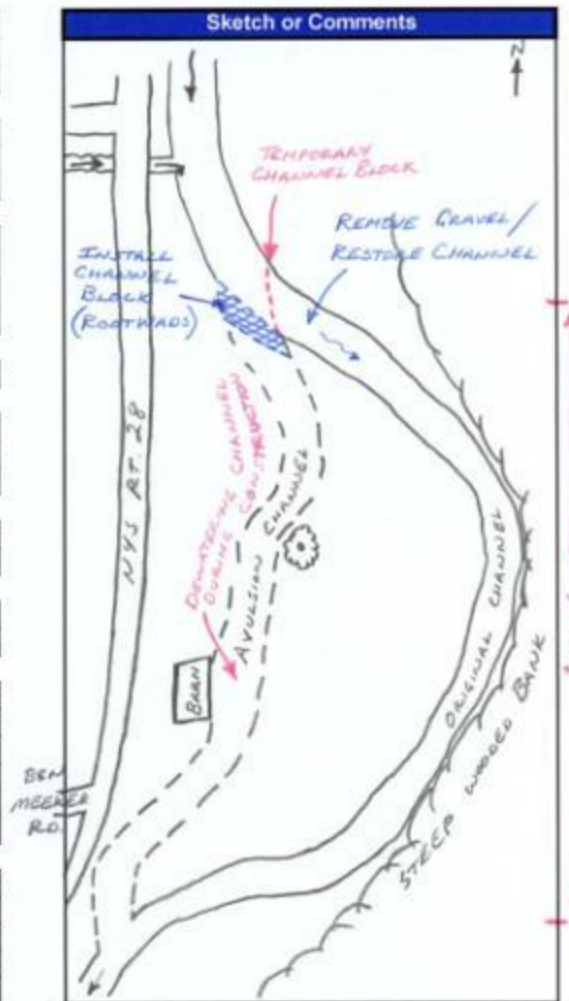 Sketch or Comments
N
TEMPORARY
CHANNEL BLOCK
REMOVE GRAVEL/
RESTORE CHANNEL
INSTALL
CHANNEL
BLOCK
(ROOTWADS)
NYS RT. 28
DEWATERING CHANNEL
DURING CONSTRUCTION
AVULSION CHANNEL
ORIGINAL CHANNEL
BARN
STEEP WOODED BANK
BEN
MEEKER
RD.